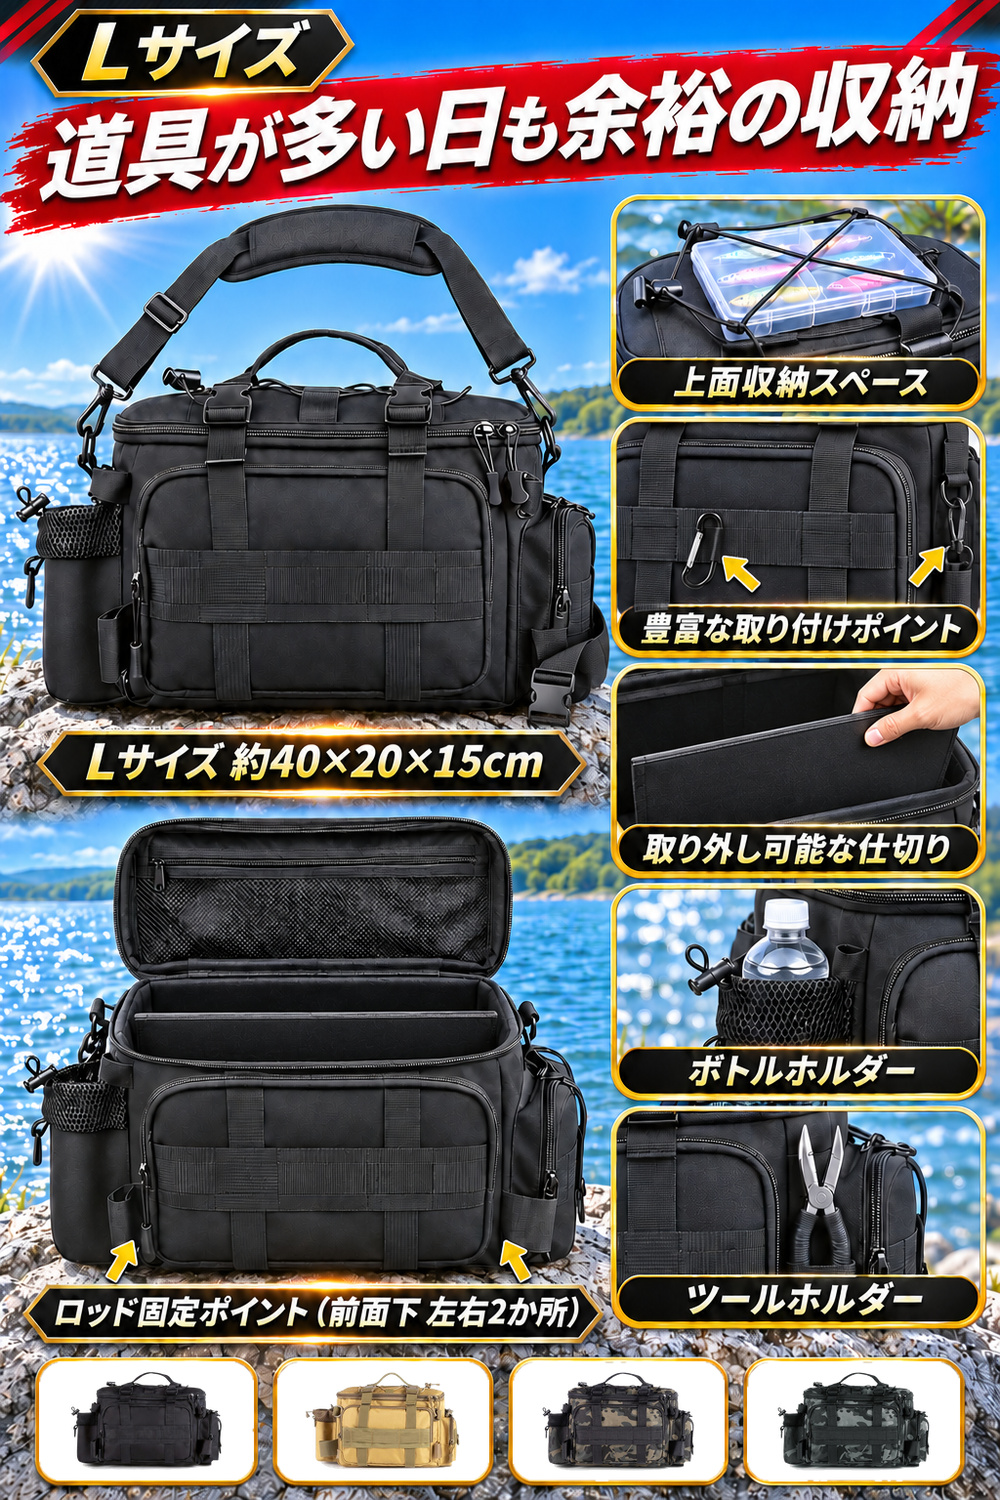 Lサイズ
道具が多い日も余裕の収納
上面収納スペース
豊富な取り付けポイント
取り外し可能な仕切り
Lサイズ 約40×20×15cm
ボトルホルダー
ツールホルダー
ロッド固定ポイント（前面下 左右2か所）